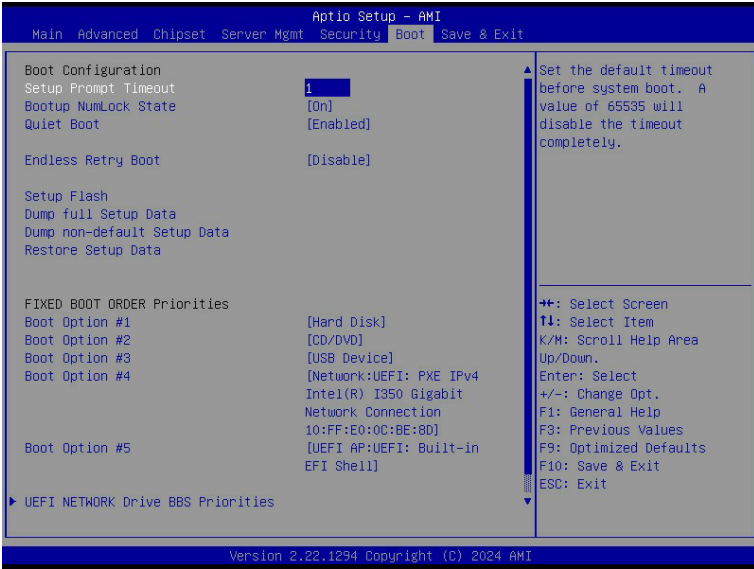 Aptio Setup - AMI
Main Advanced Chipset Server Mgmt Security Boot Save & Exit
Boot Configuration
Setup Prompt Timeout 1
Bootup NumLock State [On]
Quiet Boot [Enabled]
Endless Retry Boot [Disable]
Setup Flash
Dump full Setup Data
Dump non-default Setup Data
Restore Setup Data
FIXED BOOT ORDER Priorities
Boot Option #1 [Hard Disk]
Boot Option #2 [CD/DVD]
Boot Option #3 [USB Device]
Boot Option #4 [Network:UEFI: PXE IPv4
Intel(R) I350 Gigabit
Network Connection
10:FF:E0:0C:BE:8D]
Boot Option #5 [UEFI AP:UEFI: Built-in
EFI Shell]
▶ UEFI NETWORK Drive BBS Priorities
Set the default timeout
before system boot. A
value of 65535 will
disable the timeout
completely.
→←: Select Screen
↑↓: Select Item
K/M: Scroll Help Area
Up/Down.
Enter: Select
+/-: Change Opt.
F1: General Help
F3: Previous Values
F9: Optimized Defaults
F10: Save & Exit
ESC: Exit
Version 2.22.1294 Copyright (C) 2024 AMI